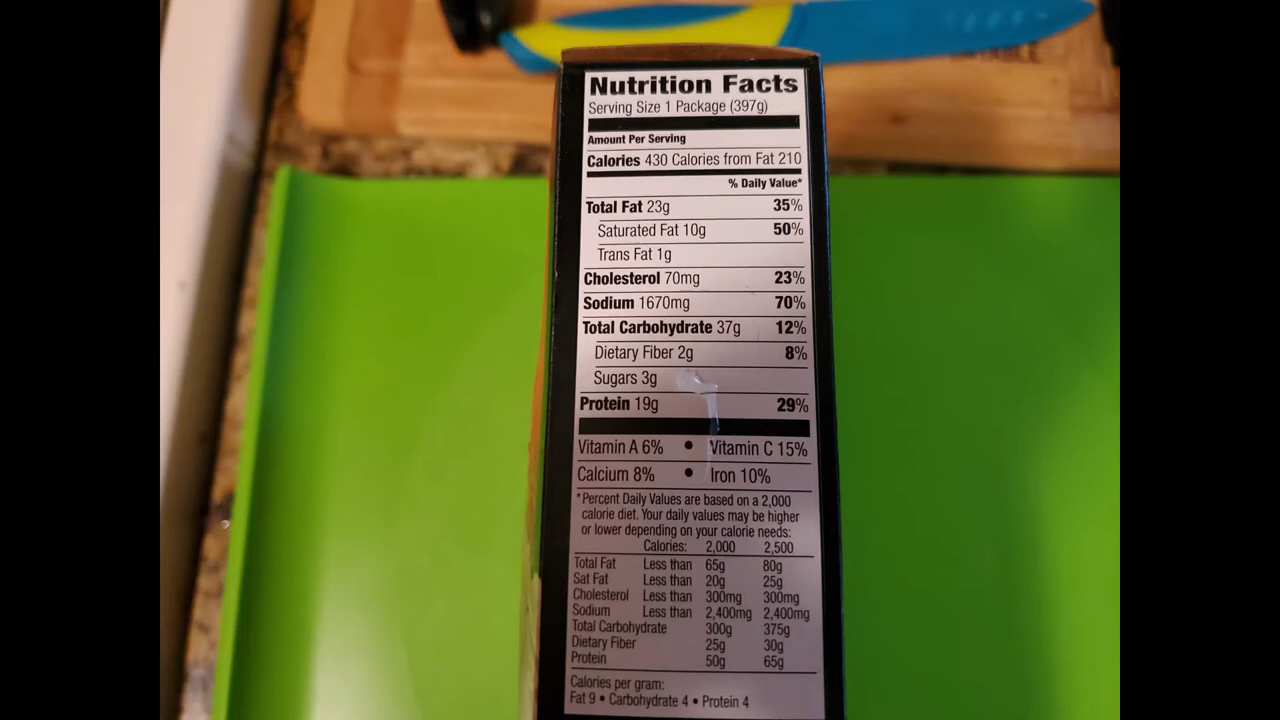 Nutrition Facts
Serving Size 1 Package (397g)
Amount Per Serving
Calories 430 Calories from Fat 210
% Daily Value*
Total Fat 23g 35%
Saturated Fat 10g 50%
Trans Fat 1g
Cholesterol 70mg 23%
Sodium 1670mg 70%
Total Carbohydrate 37g 12%
Dietary Fiber 2g 8%
Sugars 3g
Protein 19g 29%
Vitamin A 6% • Vitamin C 15%
Calcium 8% • Iron 10%
*Percent Daily Values are based on a 2,000
calorie diet. Your daily values may be higher
or lower depending on your calorie needs:
Calories: 2,000 2,500
Total Fat Less than 65g 80g
Sat Fat Less than 20g 25g
Cholesterol Less than 300mg 300mg
Sodium Less than 2,400mg 2,400mg
Total Carbohydrate 300g 375g
Dietary Fiber 25g 30g
Protein 50g 65g
Calories per gram:
Fat 9 • Carbohydrate 4 • Protein 4